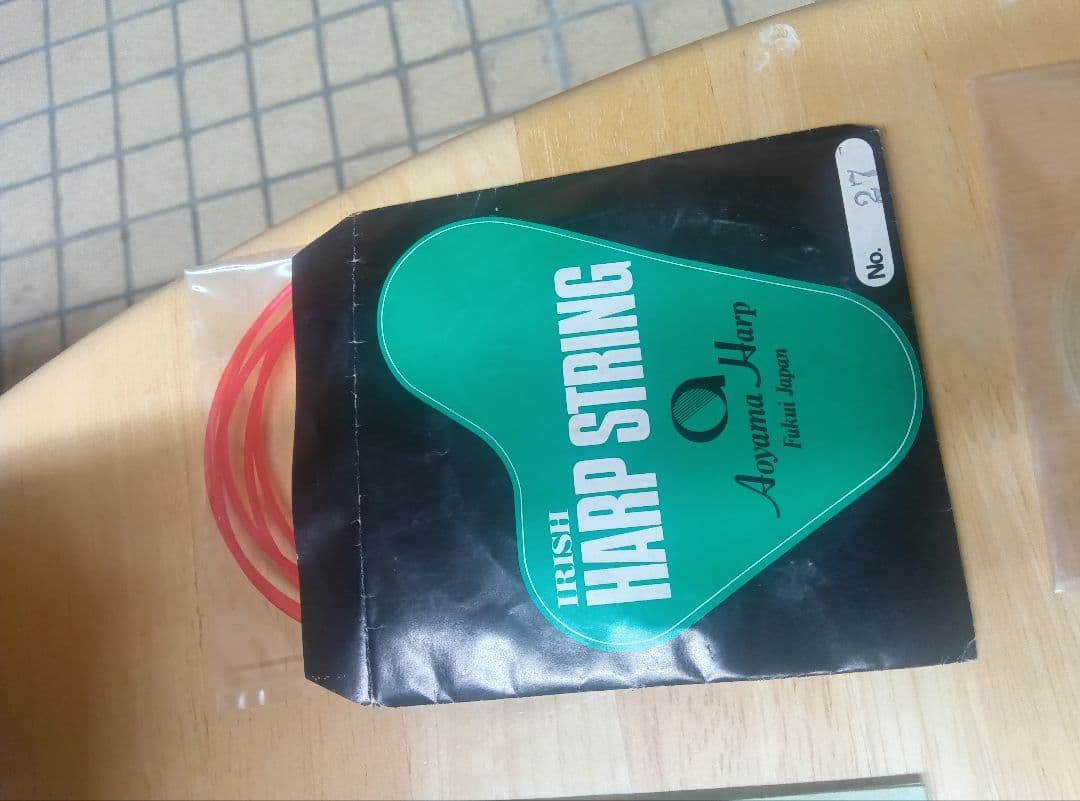 IRISH
HARP STRING
Aoyama Harp
Fukui Japan
No. 27